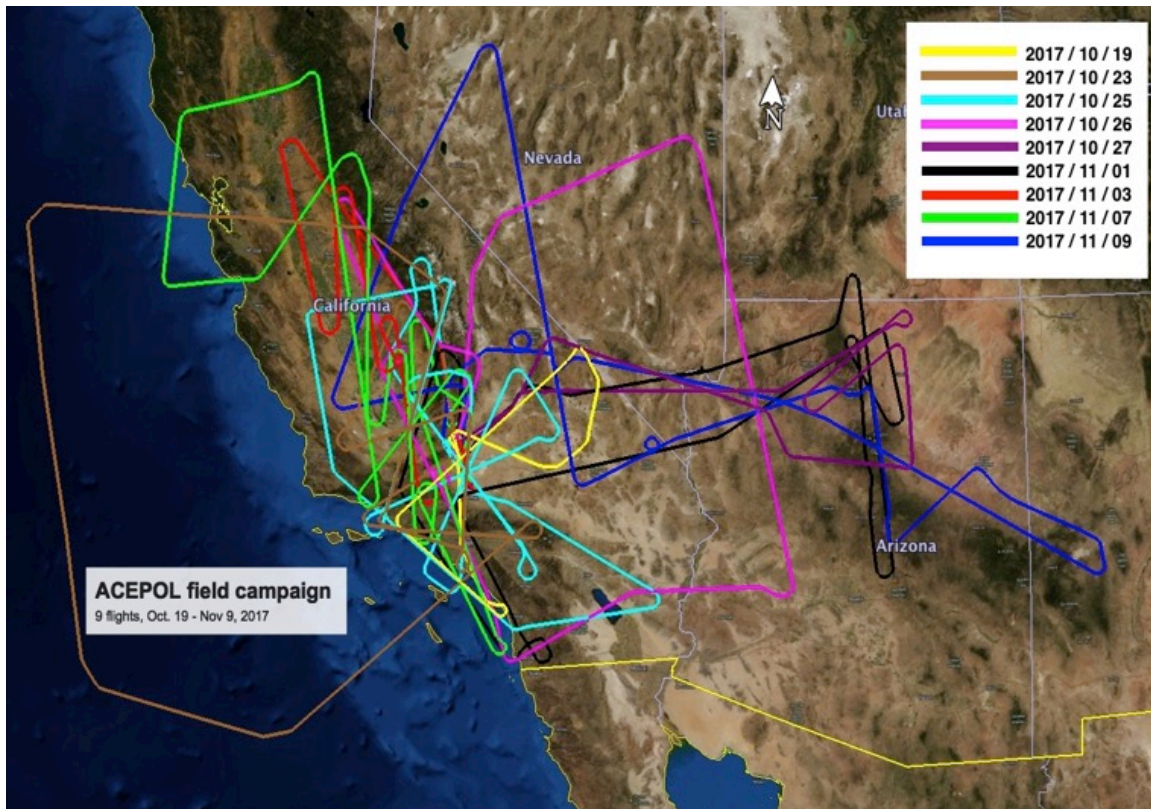 2017 / 10 / 19
2017 / 10 / 23
2017 / 10 / 25
2017 / 10 / 26
2017 / 10 / 27
2017 / 11 / 01
2017 / 11 / 03
2017 / 11 / 07
2017 / 11 / 09
N
Utah
Nevada
California
Arizona
ACEPOL field campaign
9 flights, Oct. 19 - Nov 9, 2017